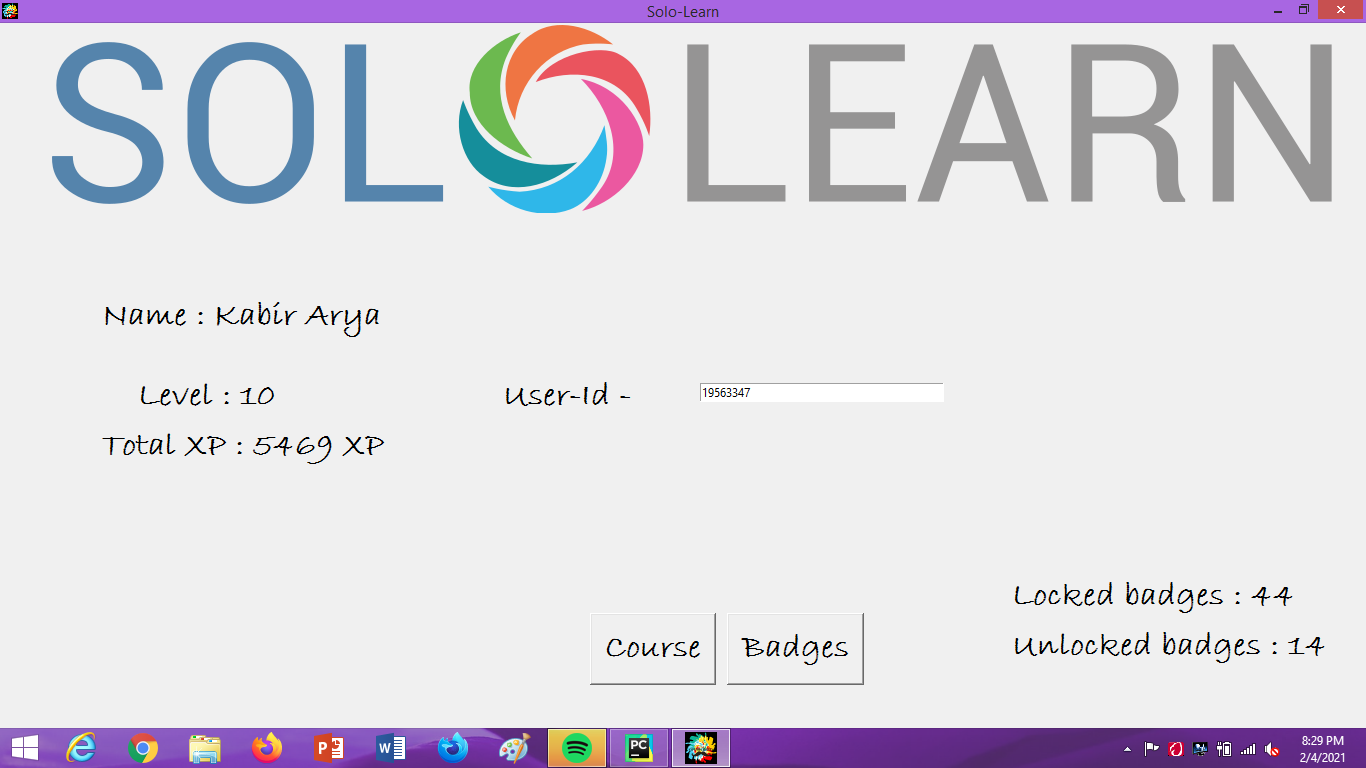 Solo-Learn
SOLOLEARN
Name : Kabir Arya
Level : 10
User-Id -
19563347
Total XP : 5469 XP
Locked badges : 44
Unlocked badges : 14
Course
Badges
8:29 PM
2/4/2021